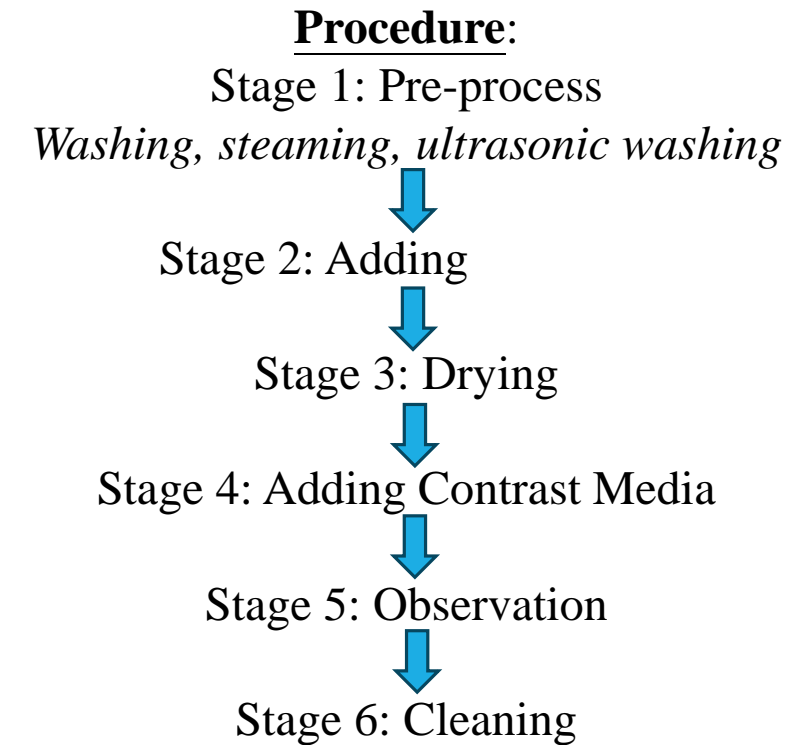 Procedure:
Stage 1: Pre-process
Washing, steaming, ultrasonic washing
Stage 2: Adding
Stage 3: Drying
Stage 4: Adding Contrast Media
Stage 5: Observation
Stage 6: Cleaning